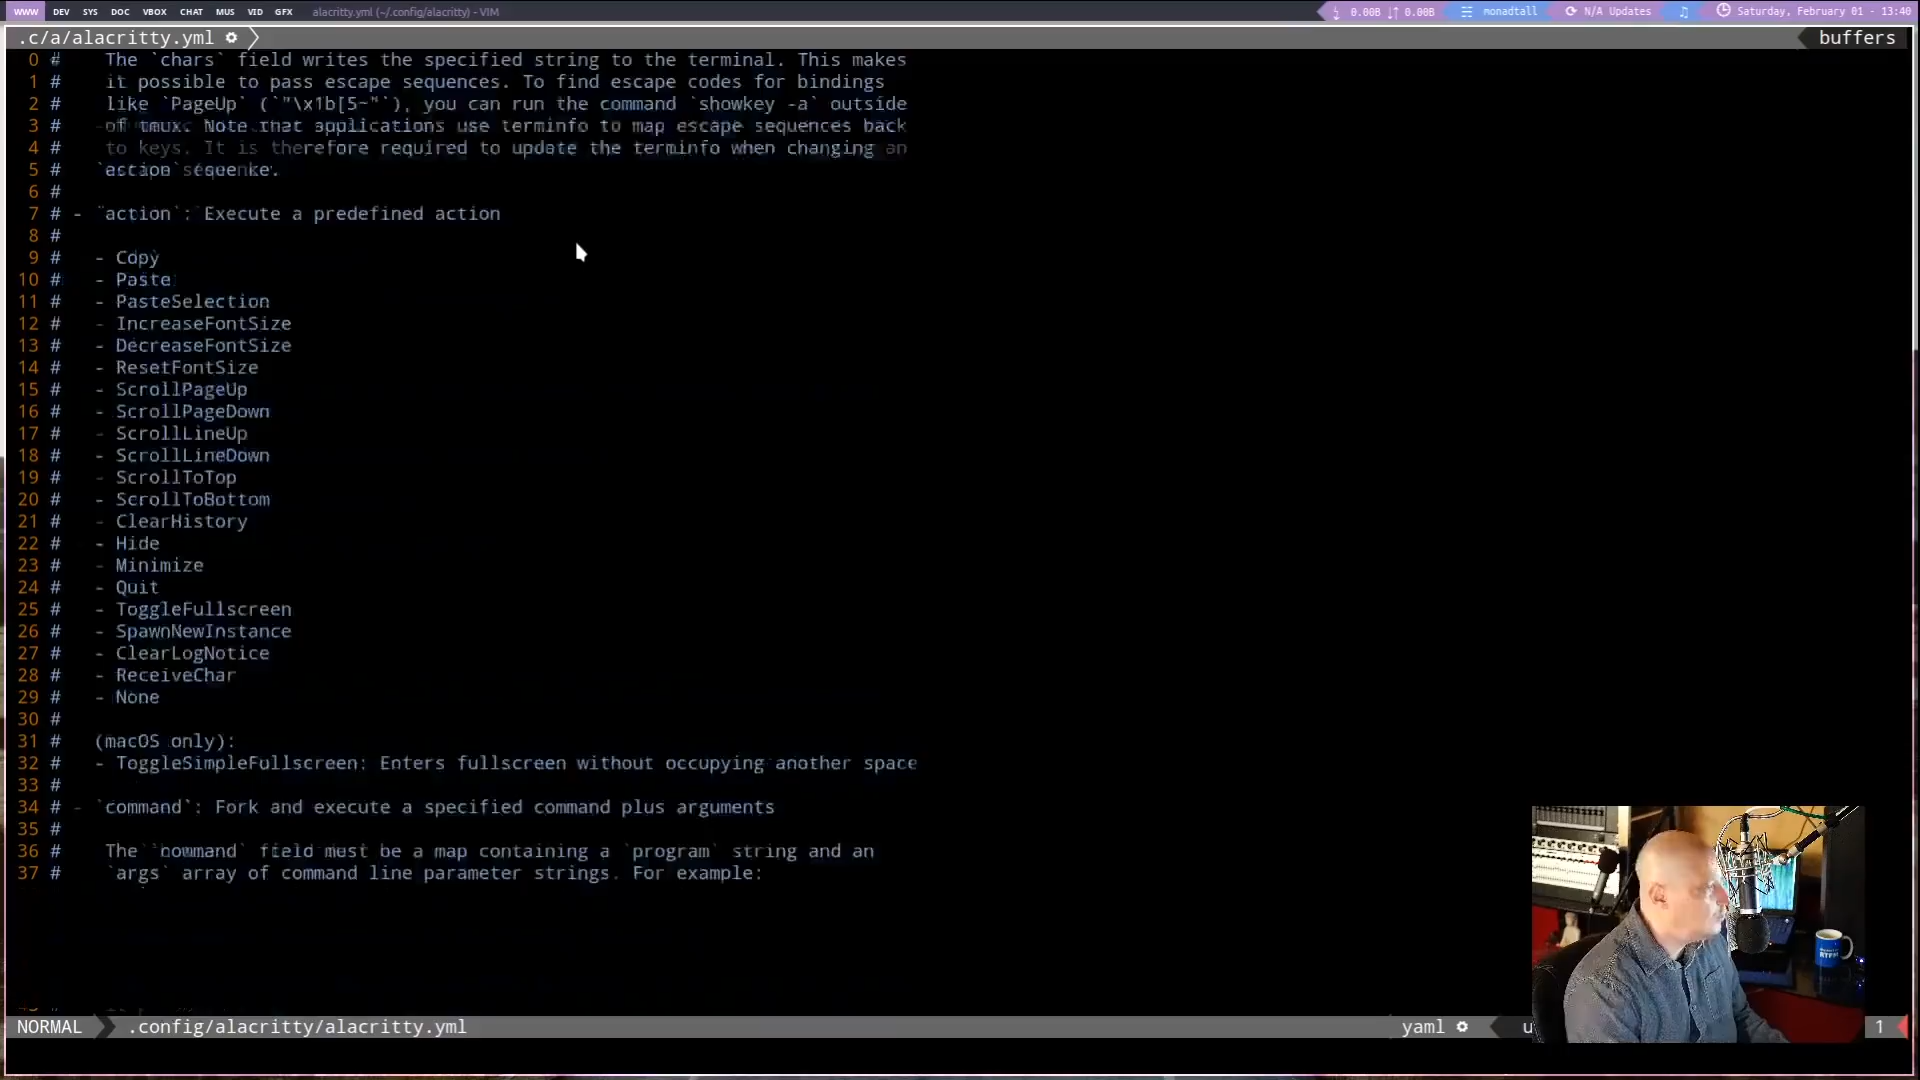 WWW DEV SYS DOC VBOX CHAT MUS VID GFX alacritty.yml (~/.config/alacritty) - VIM 0.00B 0.00B monadtall N/A Updates Saturday, February 01 - 13:40
.c/a/alacritty.yml buffers
0 # The `chars` field writes the specified string to the terminal. This makes
1 # it possible to pass escape sequences. To find escape codes for bindings
2 # like `PageUp` (`"\x1b[5~"`), you can run the command `showkey -a` outside
3 # of tmux. Note that applications use terminfo to map escape sequences back
4 # to keys. It is therefore required to update the terminfo when changing an
5 #
6 #
7 # - `action`: Execute a predefined action
8 #
9 # - Copy
10 # - Paste
11 # - PasteSelection
12 # - IncreaseFontSize
13 # - DecreaseFontSize
14 # - ResetFontSize
15 # - ScrollPageUp
16 # - ScrollPageDown
17 # - ScrollLineUp
18 # - ScrollLineDown
19 # - ScrollToTop
20 # - ScrollToBottom
21 # - ClearHistory
22 # - Hide
23 # - Minimize
24 # - Quit
25 # - ToggleFullscreen
26 # - SpawnNewInstance
27 # - ClearLogNotice
28 # - ReceiveChar
29 # - None
30 #
31 # (macOS only):
32 # - ToggleSimpleFullscreen: Enters fullscreen without occupying another space
33 #
34 # - `command`: Fork and execute a specified command plus arguments
35 #
36 # The `command` field must be a map containing a `program` string and an
37 # `args` array of command line parameter strings. For example:
NORMAL .config/alacritty/alacritty.yml yaml u 1
RTFM